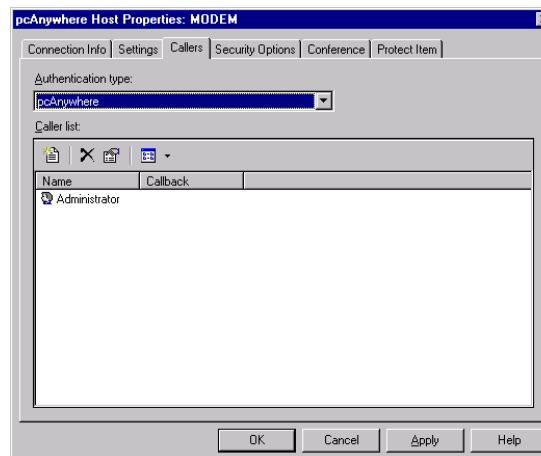 pcAnywhere Host Properties: MODEM
Connection Info Settings Callers Security Options Conference Protect Item
Authentication type:
pcAnywhere
Caller list:
Name Callback
Administrator
OK Cancel Apply Help